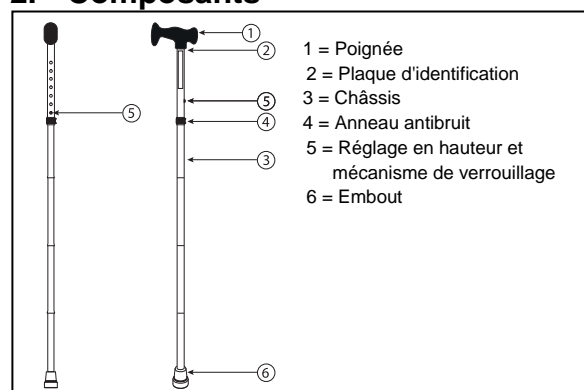 2. Composants
1
2
5
5
4
3
6
1 = Poignée
2 = Plaque d'identification
3 = Châssis
4 = Anneau antibruit
5 = Réglage en hauteur et
mécanisme de verrouillage
6 = Embout